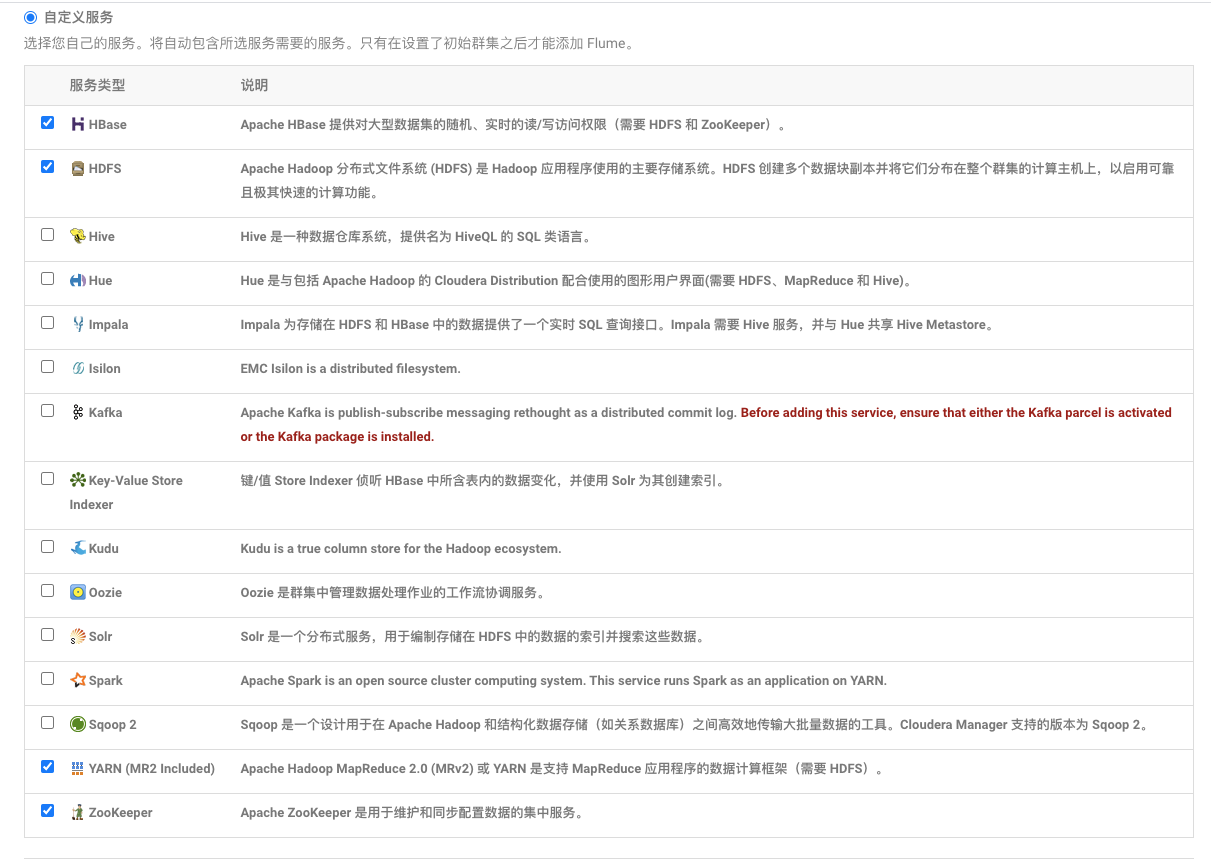 自定义服务
选择您自己的服务。将自动包含所选服务需要的服务。只有在设置了初始群集之后才能添加 Flume。
服务类型 说明
HBase Apache HBase 提供对大型数据集的随机、实时的读/写访问权限（需要 HDFS 和 ZooKeeper）。
HDFS Apache Hadoop 分布式文件系统 (HDFS) 是 Hadoop 应用程序使用的主要存储系统。HDFS 创建多个数据块副本并将它们分布在整个群集的计算主机上，以启用可靠
且极其快速的计算功能。
Hive Hive 是一种数据仓库系统，提供名为 HiveQL 的 SQL 类语言。
Hue Hue 是与包括 Apache Hadoop 的 Cloudera Distribution 配合使用的图形用户界面(需要 HDFS、MapReduce 和 Hive)。
Impala Impala 为存储在 HDFS 和 HBase 中的数据提供了一个实时 SQL 查询接口。Impala 需要 Hive 服务，并与 Hue 共享 Hive Metastore。
Isilon EMC Isilon is a distributed filesystem.
Kafka Apache Kafka is publish-subscribe messaging rethought as a distributed commit log. Before adding this service, ensure that either the Kafka parcel is activated
or the Kafka package is installed.
Key-Value Store 键/值 Store Indexer 侦听 HBase 中所含表内的数据变化，并使用 Solr 为其创建索引。
Indexer
Kudu Kudu is a true column store for the Hadoop ecosystem.
Oozie Oozie 是群集中管理数据处理作业的工作流协调服务。
Solr Solr 是一个分布式服务，用于编制存储在 HDFS 中的数据的索引并搜索这些数据。
Spark Apache Spark is an open source cluster computing system. This service runs Spark as an application on YARN.
Sqoop 2 Sqoop 是一个设计用于在 Apache Hadoop 和结构化数据存储（如关系数据库）之间高效地传输大批量数据的工具。Cloudera Manager 支持的版本为 Sqoop 2。
YARN (MR2 Included) Apache Hadoop MapReduce 2.0 (MRv2) 或 YARN 是支持 MapReduce 应用程序的数据计算框架（需要 HDFS）。
ZooKeeper Apache ZooKeeper 是用于维护和同步配置数据的集中服务。